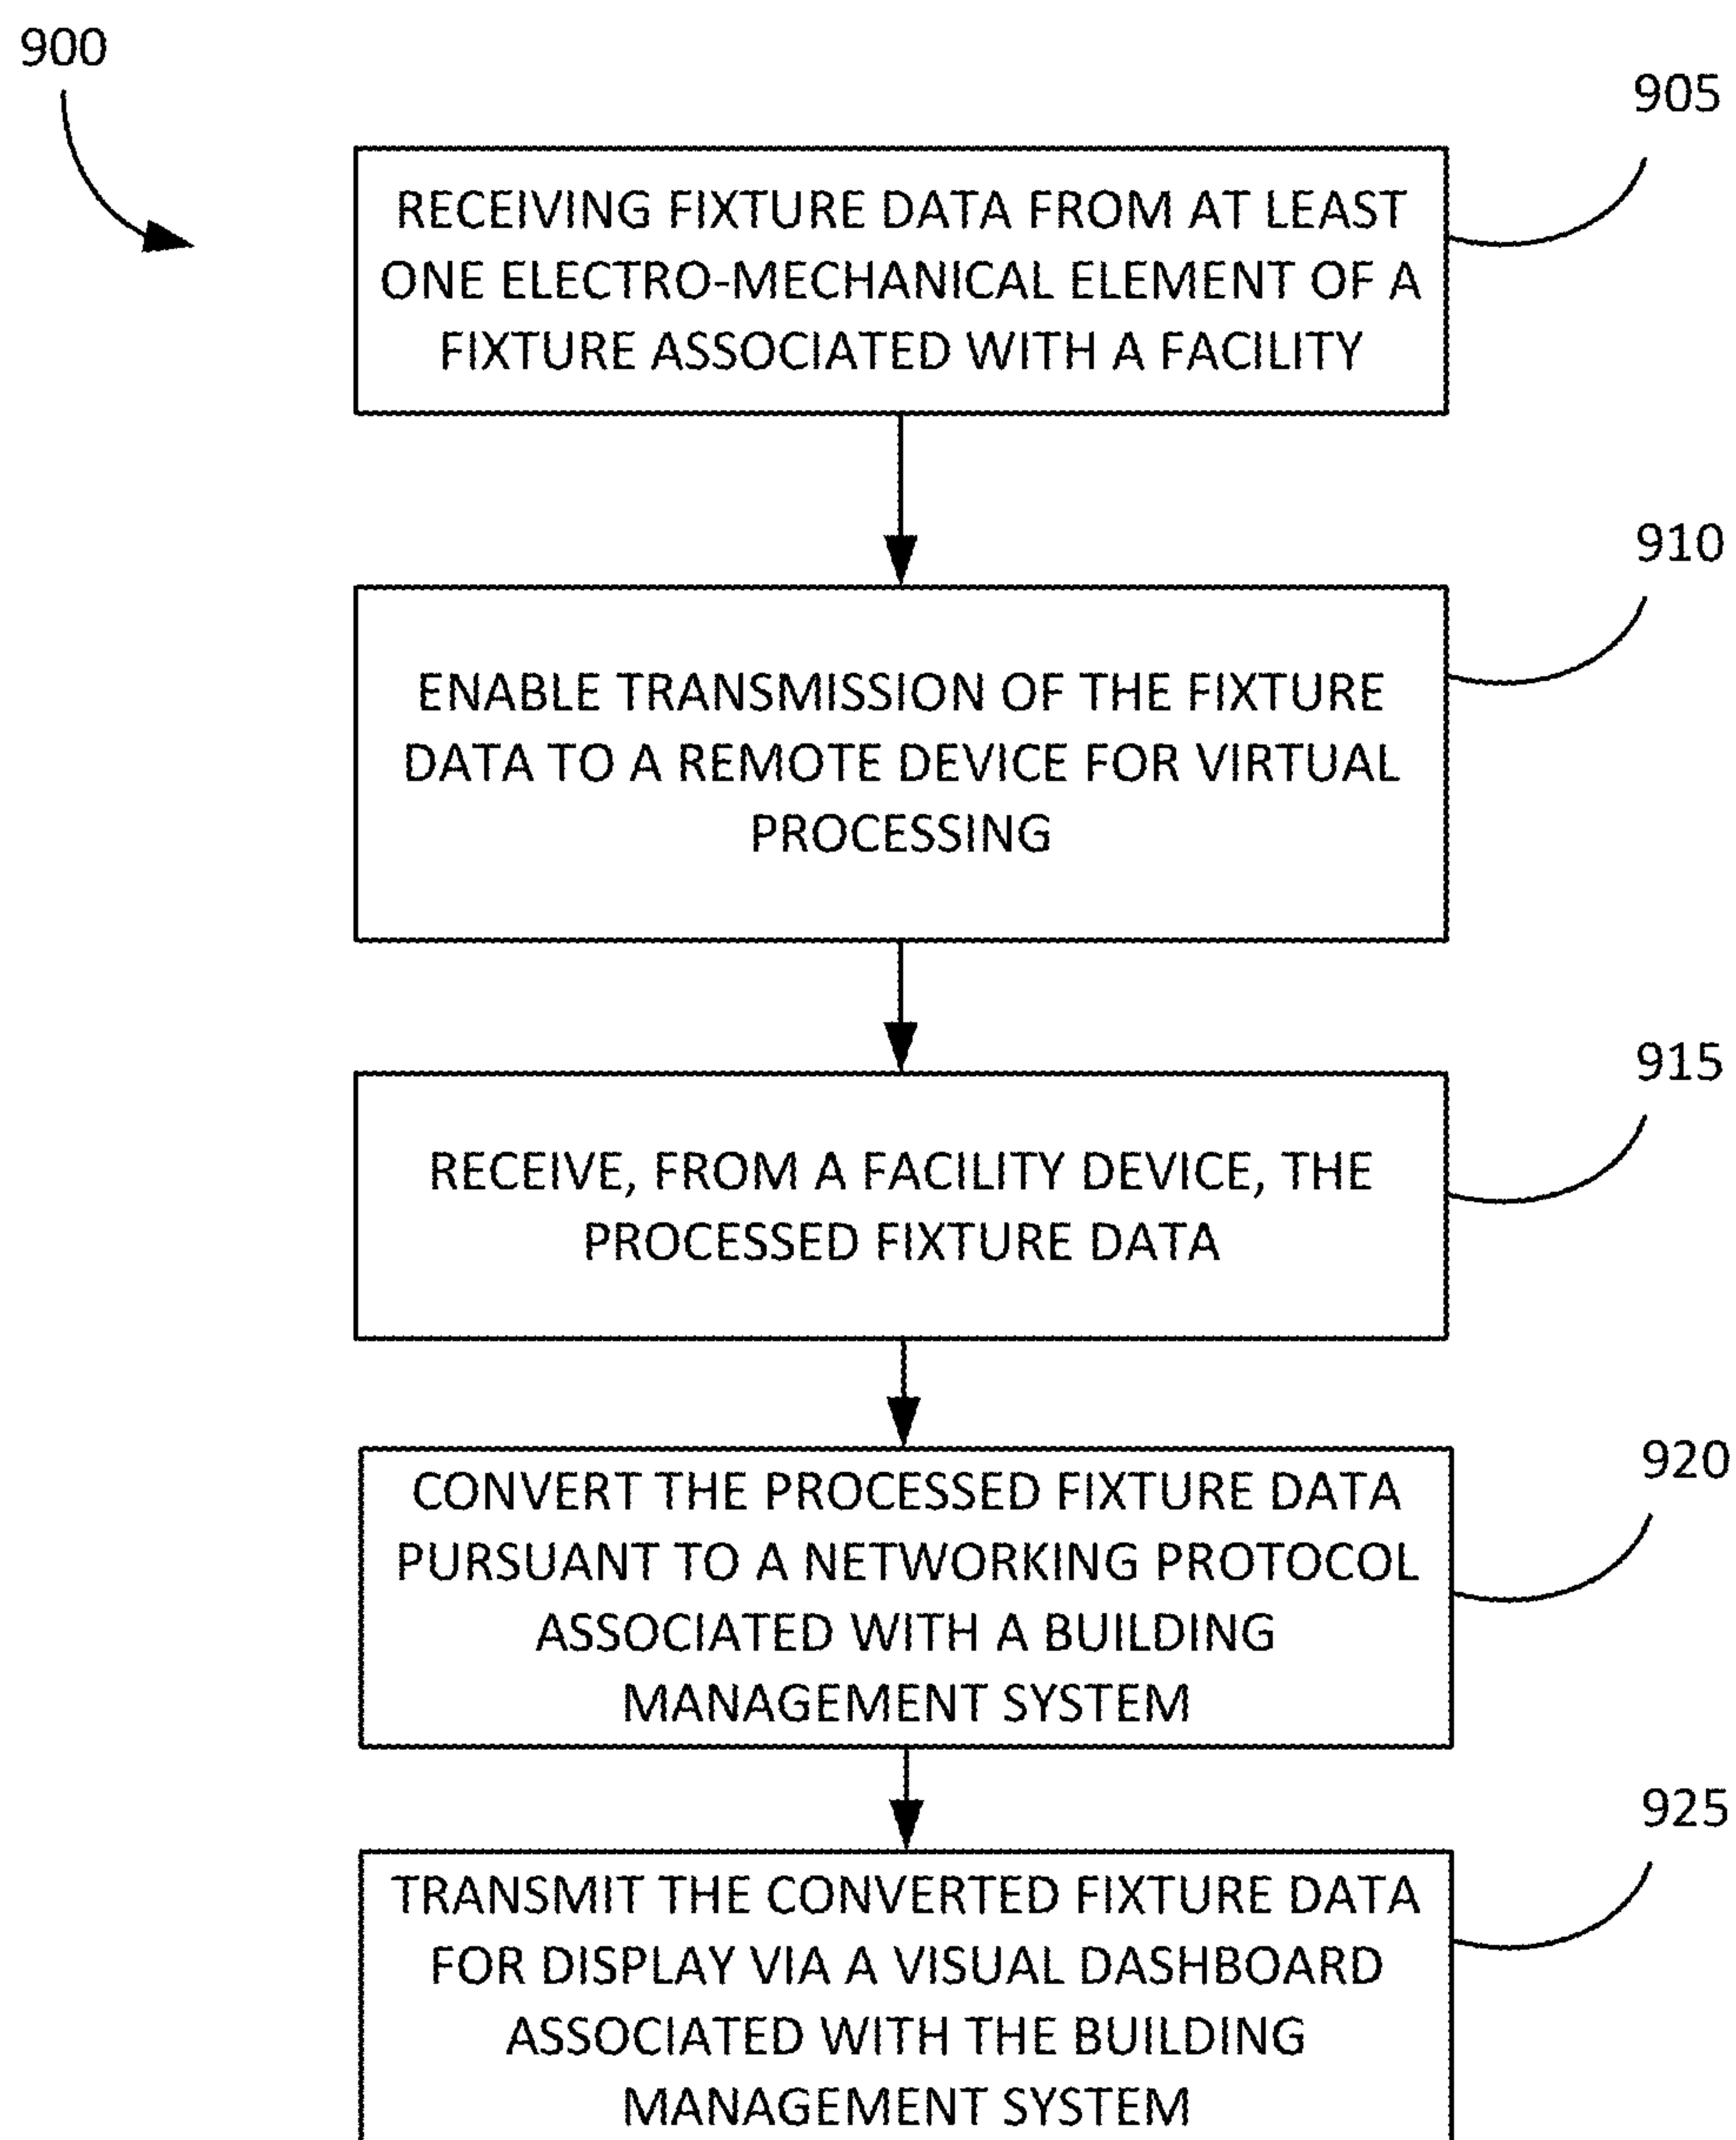 900
905
RECEIVING FIXTURE DATA FROM AT LEAST
ONE ELECTRO-MECHANICAL ELEMENT OF A
FIXTURE ASSOCIATED WITH A FACILITY
910
ENABLE TRANSMISSION OF THE FIXTURE
DATA TO A REMOTE DEVICE FOR VIRTUAL
PROCESSING
915
RECEIVE, FROM A FACILITY DEVICE, THE
PROCESSED FIXTURE DATA
920
CONVERT THE PROCESSED FIXTURE DATA
PURSUANT TO A NETWORKING PROTOCOL
ASSOCIATED WITH A BUILDING
MANAGEMENT SYSTEM
925
TRANSMIT THE CONVERTED FIXTURE DATA
FOR DISPLAY VIA A VISUAL DASHBOARD
ASSOCIATED WITH THE BUILDING
MANAGEMENT SYSTEM